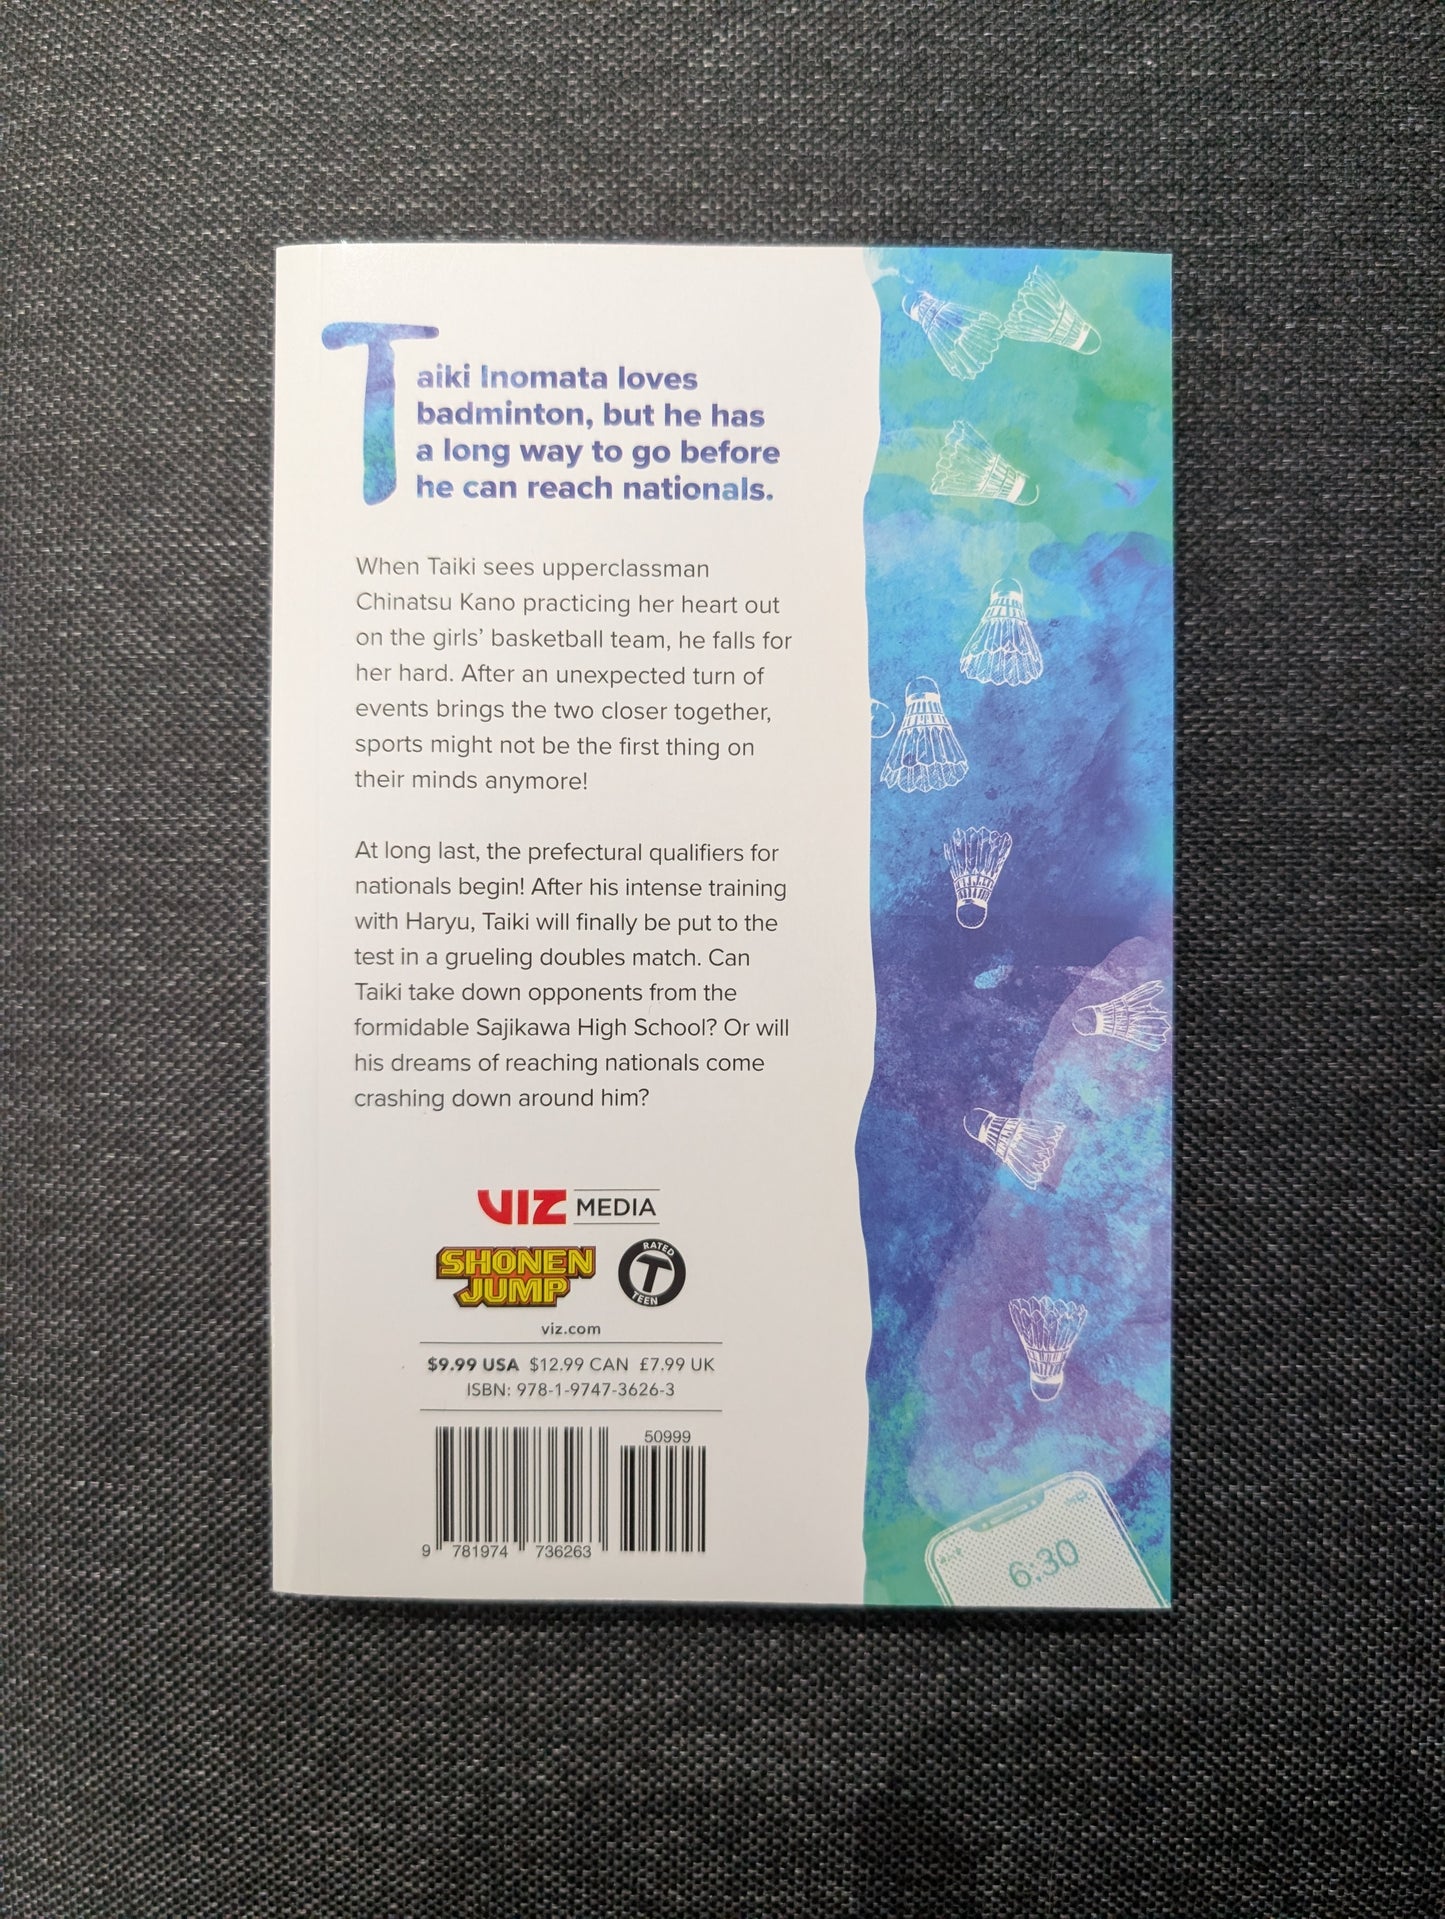 Taiki Inomata loves
badminton, but he has
a long way to go before
he can reach nationals.
When Taiki sees upperclassman
Chinatsu Kano practicing her heart out
on the girls’ basketball team, he falls for
her hard. After an unexpected turn of
events brings the two closer together,
sports might not be the first thing on
their minds anymore!
At long last, the prefectural qualifiers for
nationals begin! After his intense training
with Haryu, Taiki will finally be put to the
test in a grueling doubles match. Can
Taiki take down opponents from the
formidable Sajikawa High School? Or will
his dreams of reaching nationals come
crashing down around him?
VIZ MEDIA
SHONEN
JUMP
RATED
T
TEEN
viz.com
$9.99 USA $12.99 CAN £7.99 UK
ISBN: 978-1-9747-3626-3
50999
9 781974 736263
6:30